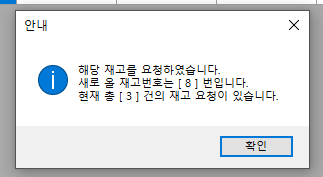 안내
해당 재고를 요청하였습니다.
새로 올 재고번호는 [ 8 ] 번입니다.
현재 총 [ 3 ] 건의 재고 요청이 있습니다.
확인